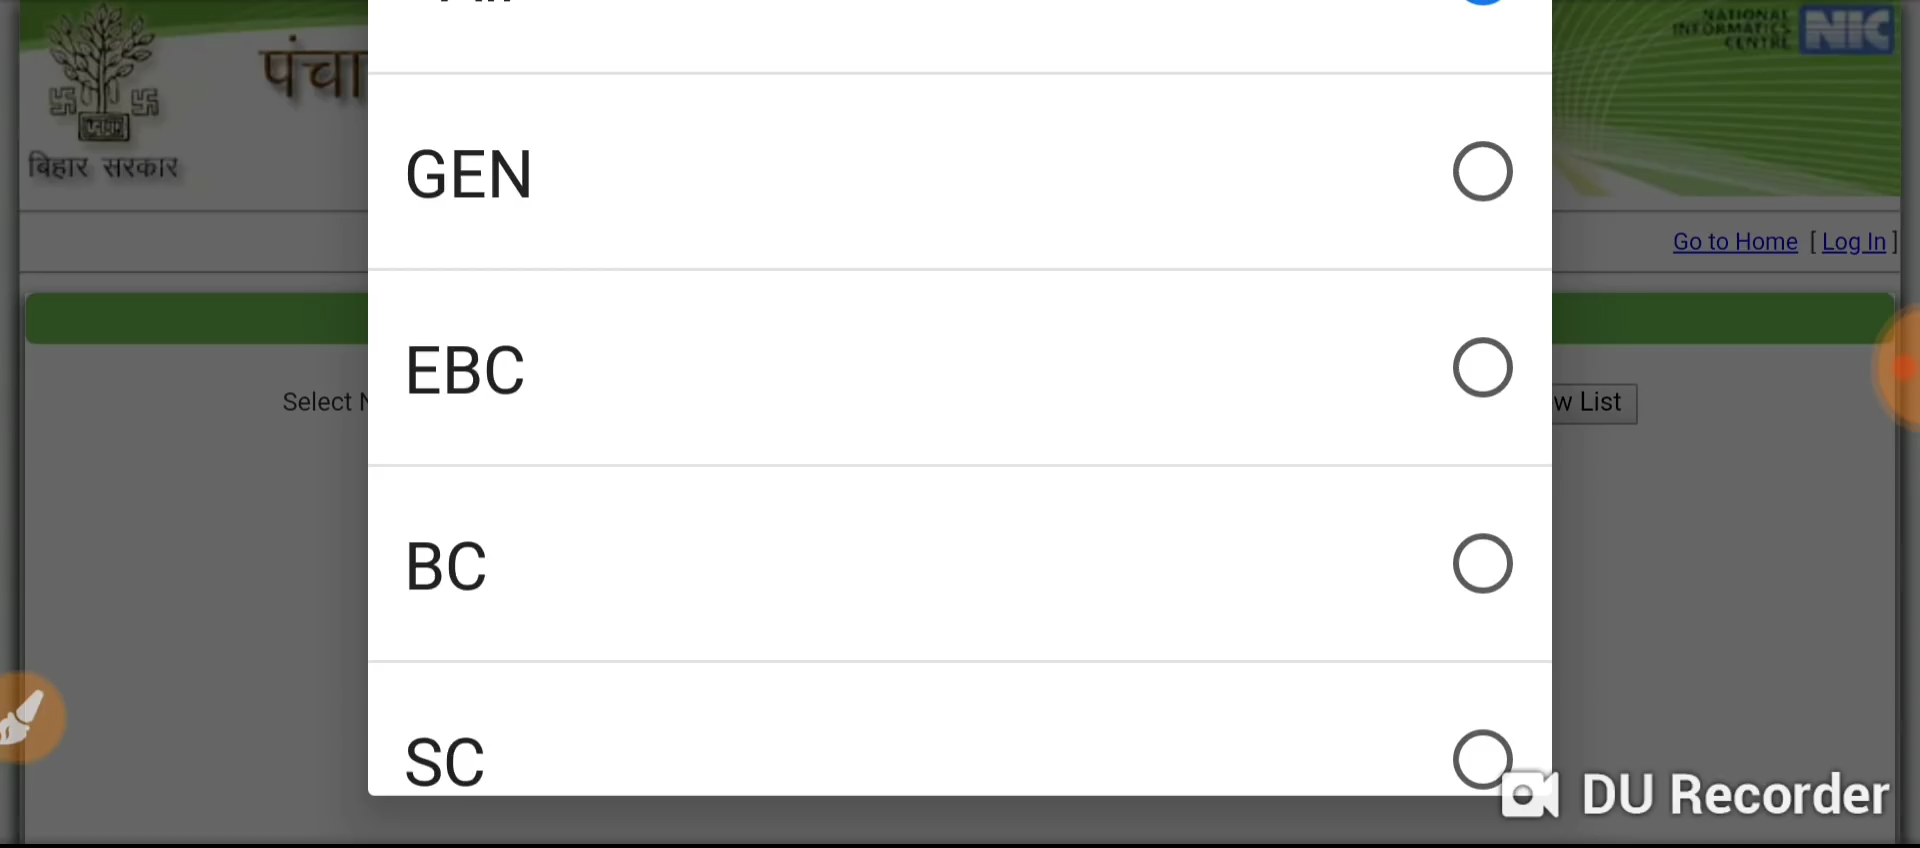 NATIONAL
INFORMATICS
CENTRE
NIC
पंचा
बिहार सरकार
Go to Home [ Log In ]
GEN
EBC
Select
w List
BC
SC
DU Recorder